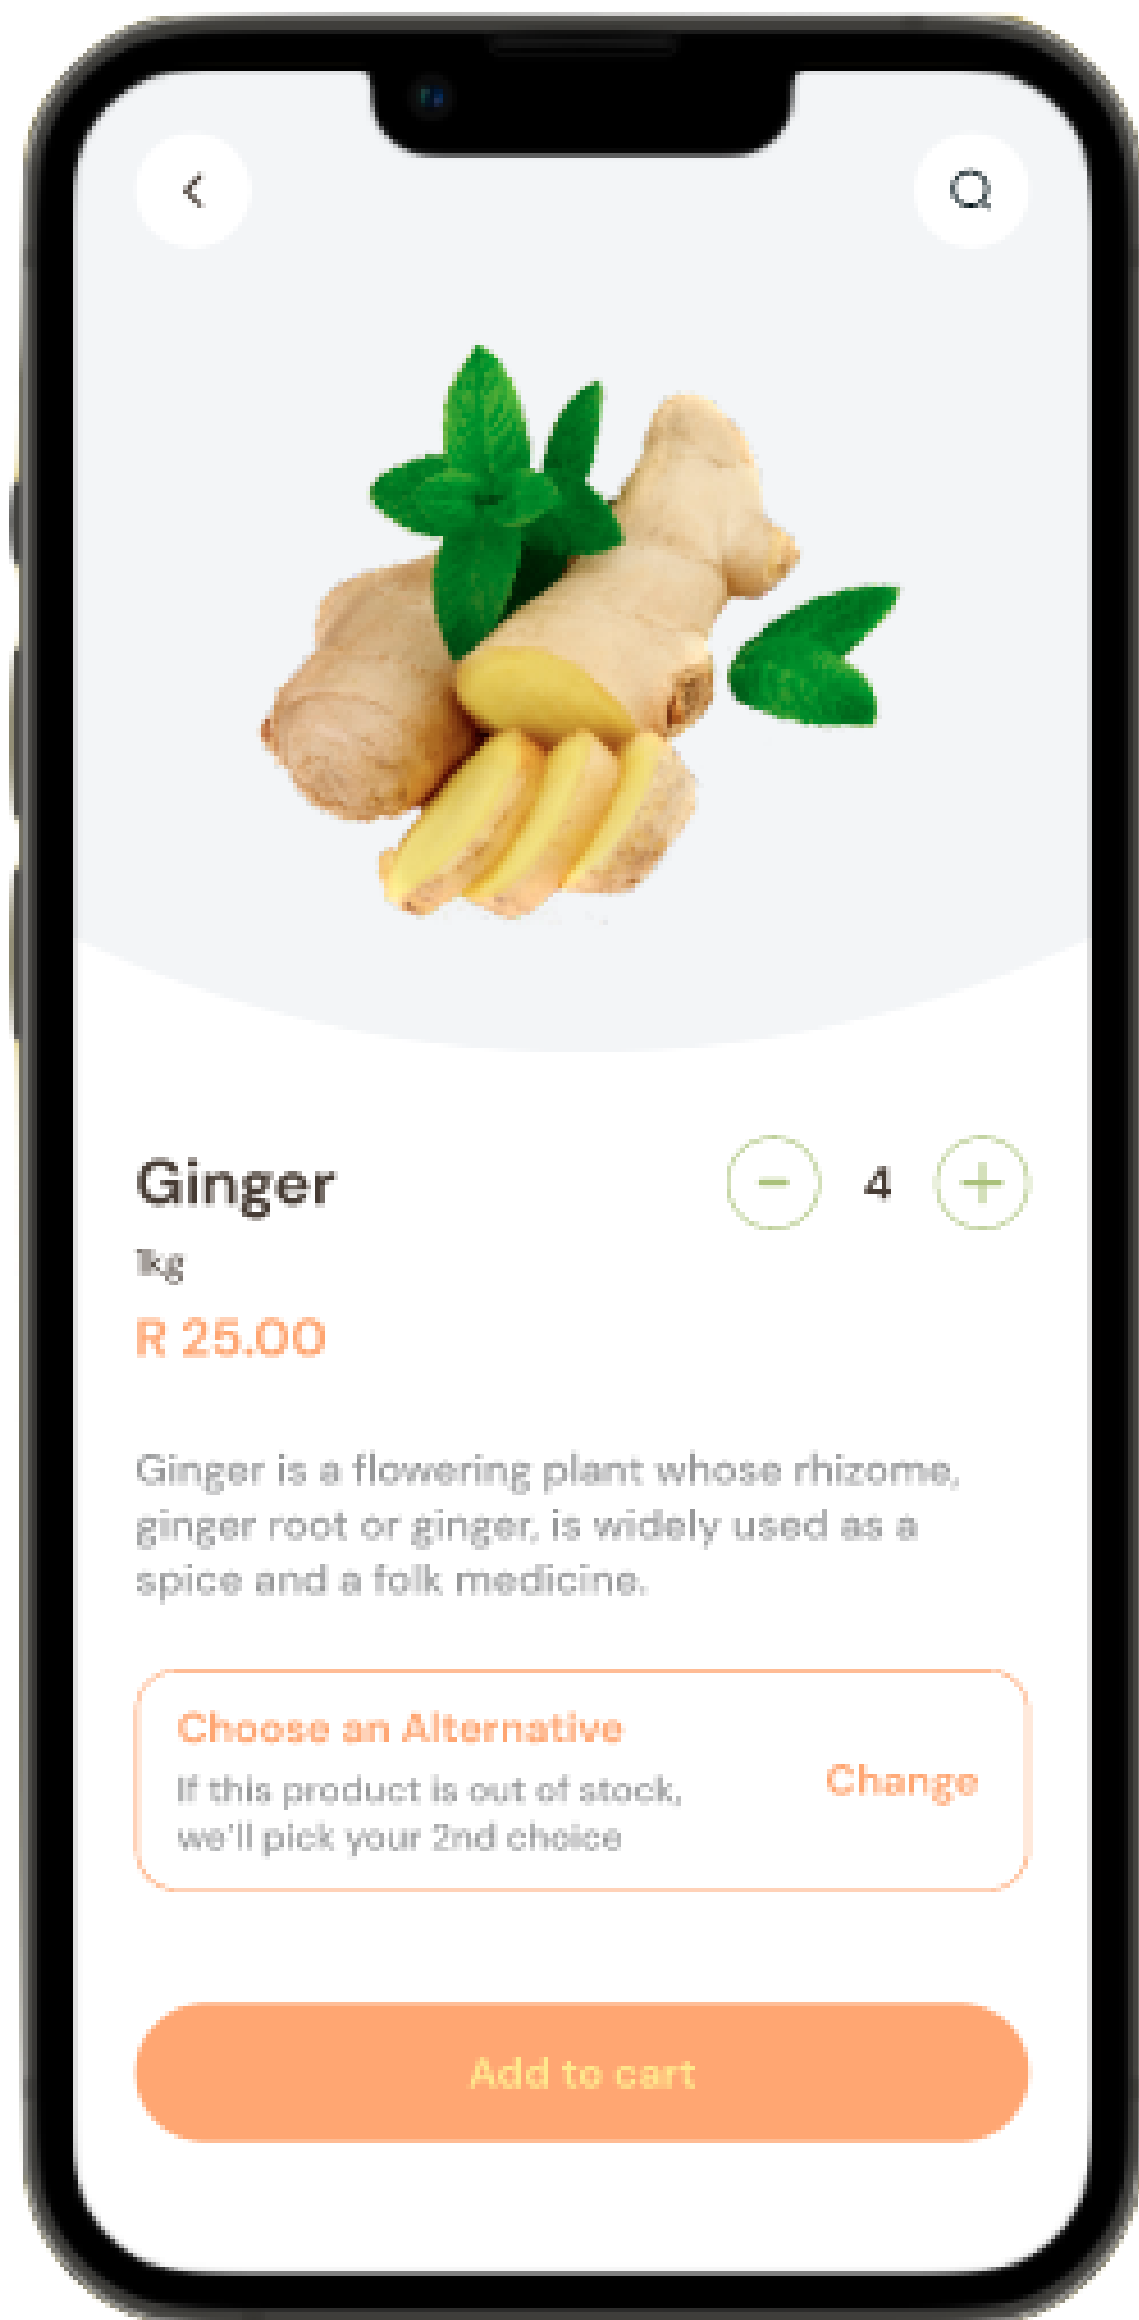 Ginger
4
1kg
R 25.00
Ginger is a flowering plant whose rhizome,
ginger root or ginger, is widely used as a
spice and a folk medicine.
Choose an Alternative
If this product is out of stock,
we'll pick your 2nd choice
Change
Add to cart